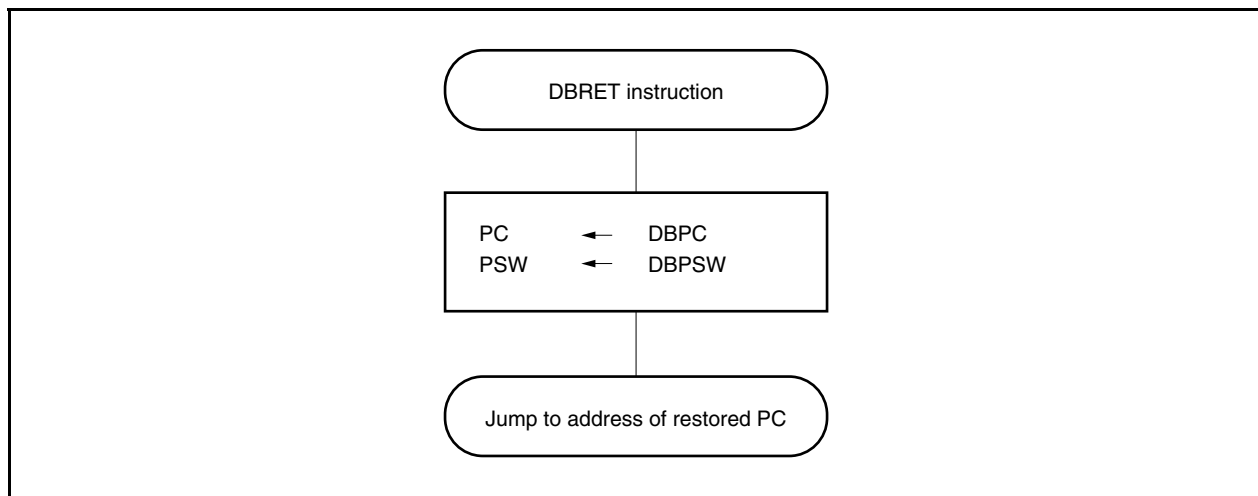 DBRET instruction
PC ← DBPC
PSW ← DBPSW
Jump to address of restored PC